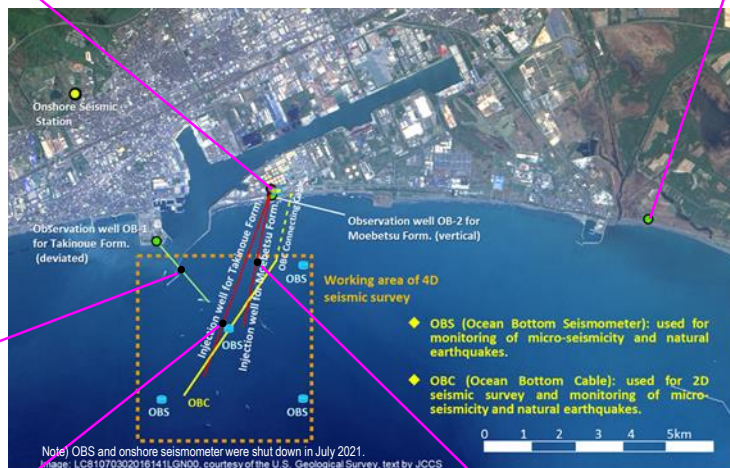 Onshore Seismic
Station
Observation well OB-1
for Takinoue Form.
(deviated)
Injection well for Takinoue Form.
Injection well for Moebetsu Form.
OBC Connecting Cable
Observation well OB-2 for
Moebetsu Form. (vertical)
OBS
Working area of 4D
seismic survey
OBS
OBC
OBS
OBS
OBS (Ocean Bottom Seismometer): used for
monitoring of micro-seismicity and natural
earthquakes.
OBC (Ocean Bottom Cable): used for 2D
seismic survey and monitoring of micro-
seismicity and natural earthquakes.
0 1 2 3 4 5km
Note) OBS and onshore seismometer were shut down in July 2021.
Image: LC81070302016141LGN00, courtesy of the U.S. Geological Survey, text by JCCS